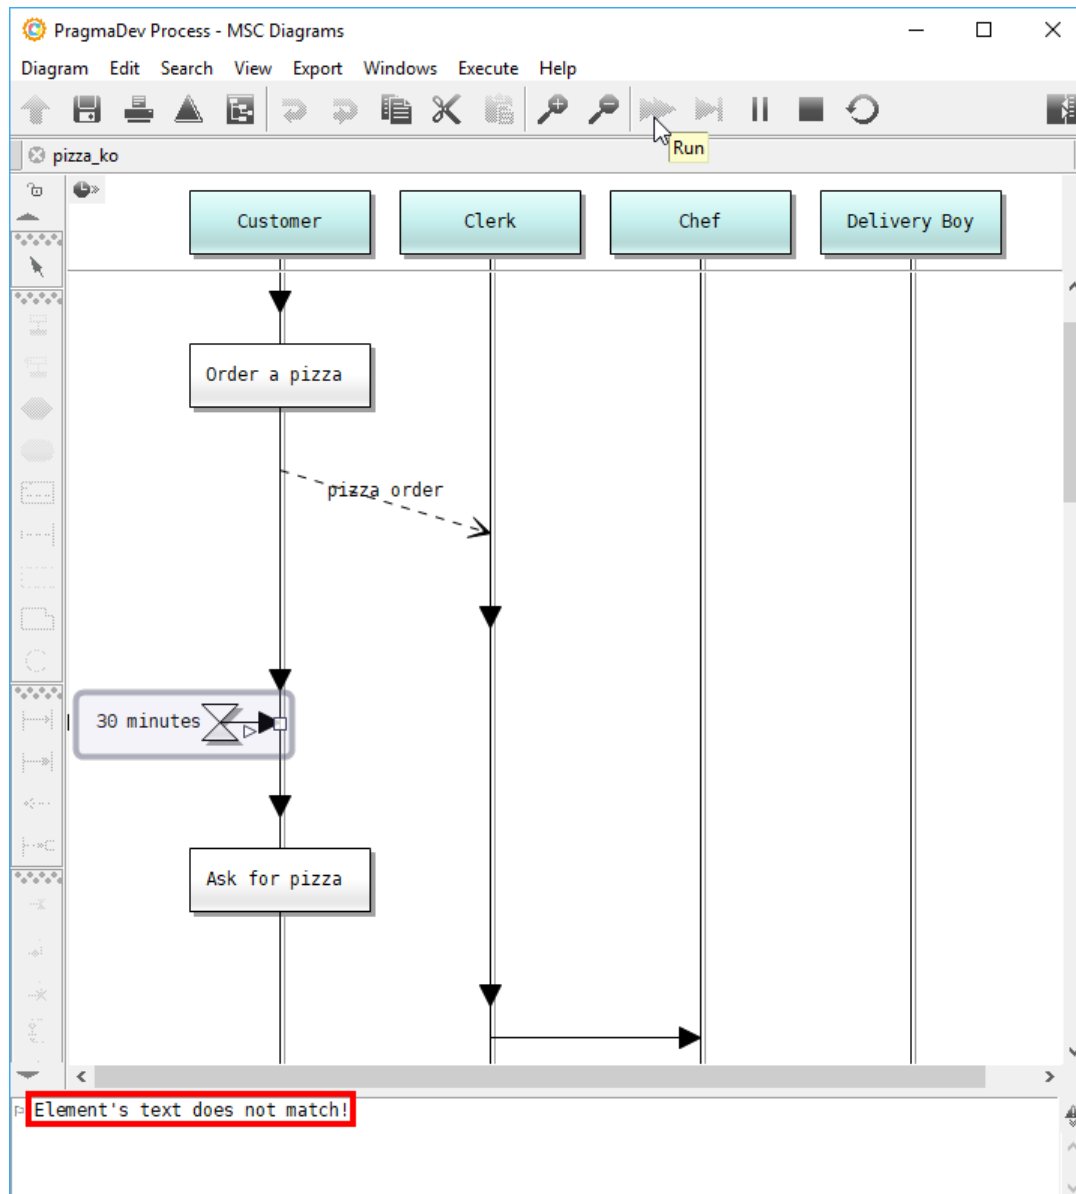 PragmaDev Process - MSC Diagrams
Diagram Edit Search View Export Windows Execute Help
Run
pizza_ko
Customer Clerk Chef Delivery Boy
Order a pizza
pizza order
30 minutes
Ask for pizza
Element's text does not match!